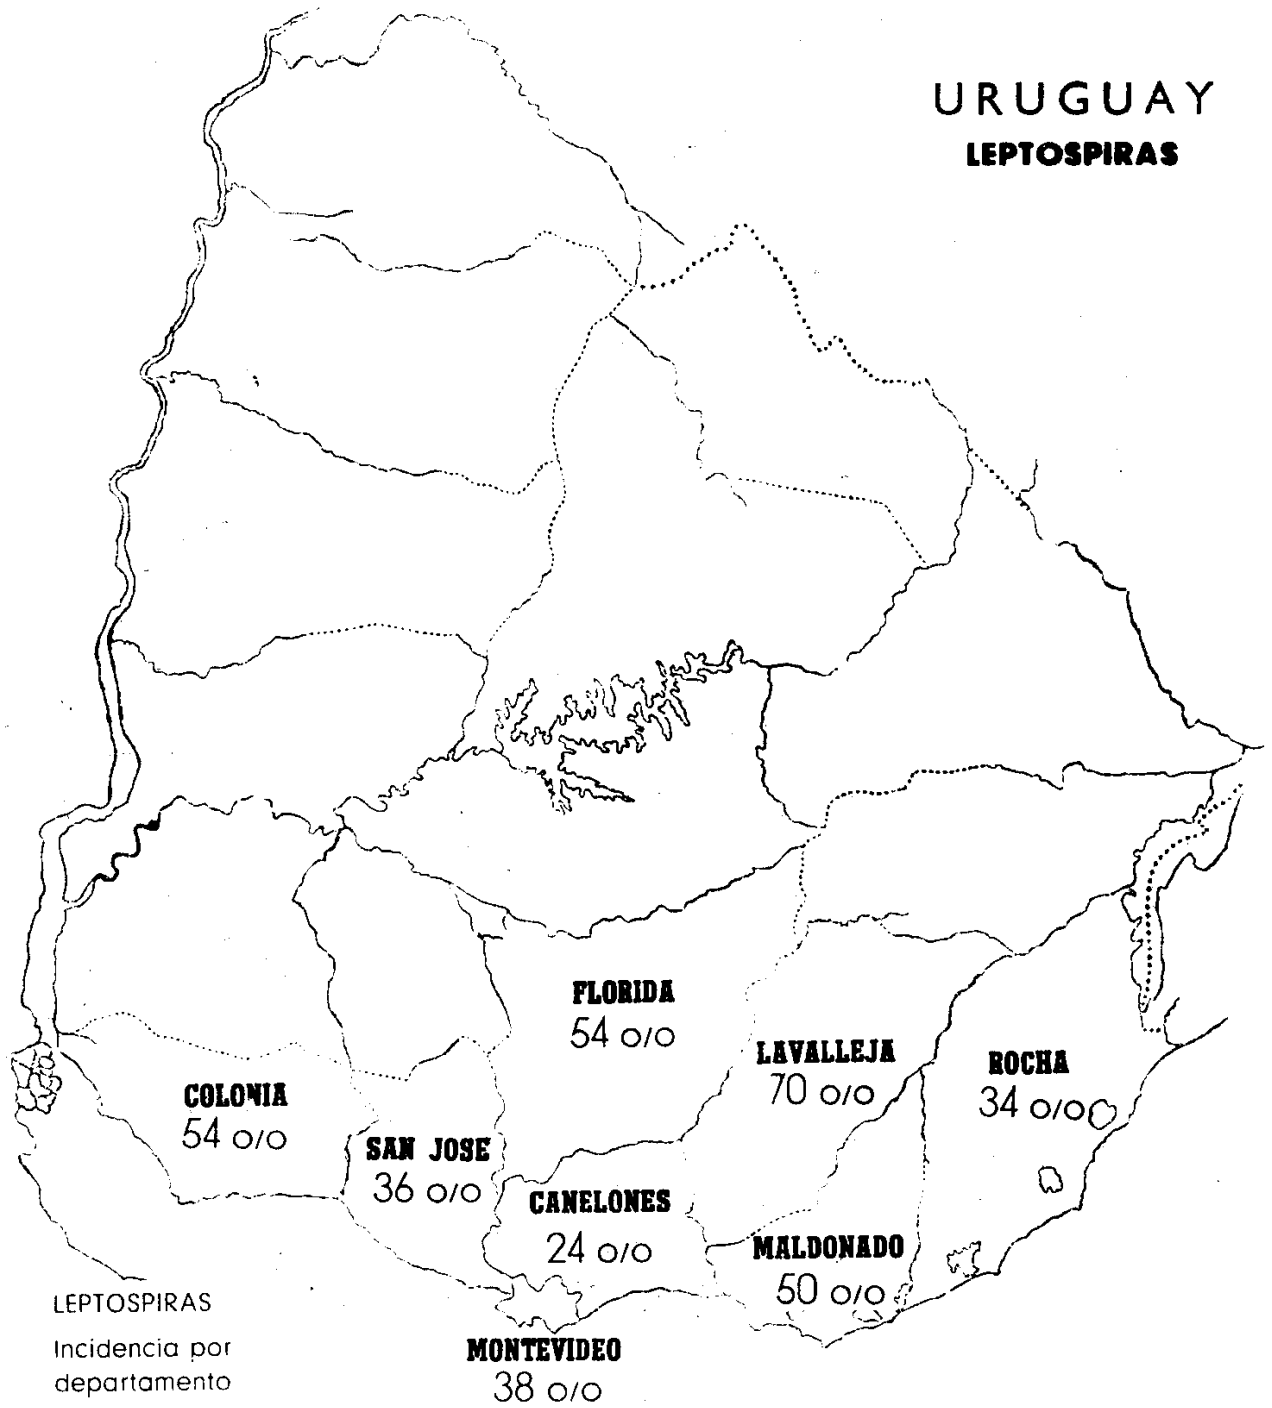 URUGUAY
LEPTOSPIRAS
FLORIDA
54 o/o
LAVALLEJA
70 o/o
ROCHA
34 o/o
COLONIA
54 o/o
SAN JOSE
36 o/o
CANELONES
24 o/o
MALDONADO
50 o/o
MONTEVIDEO
38 o/o
LEPTOSPIRAS
Incidencia por
departamento